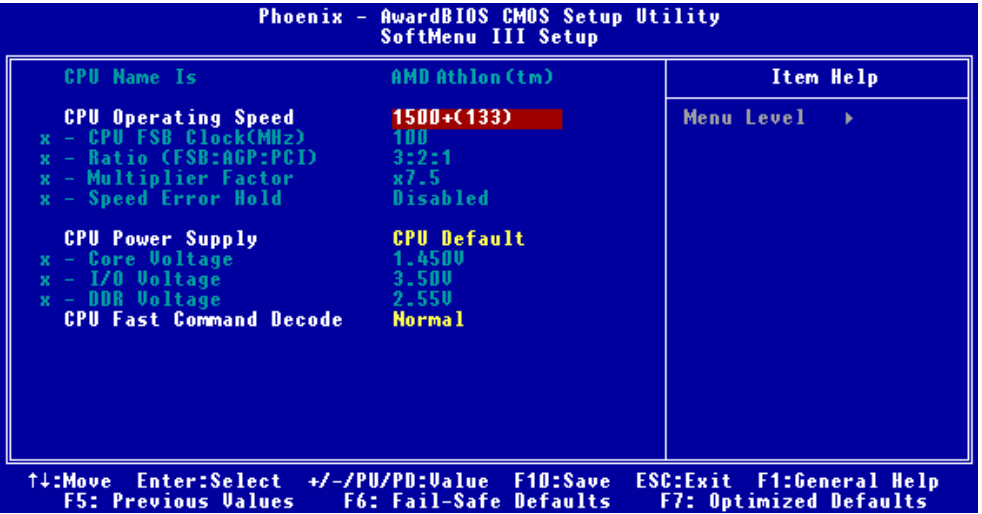 Phoenix - AwardBIOS CMOS Setup Utility
SoftMenu III Setup
CPU Name Is AMD Athlon(tm)
Item Help
CPU Operating Speed 1500+(133)
Menu Level ▸
x - CPU FSB Clock(MHz) 100
x - Ratio (FSB:AGP:PCI) 3:2:1
x - Multiplier Factor x7.5
x - Speed Error Hold Disabled
CPU Power Supply CPU Default
x - Core Voltage 1.450V
x - I/O Voltage 3.50V
x - DDR Voltage 2.55V
CPU Fast Command Decode Normal
↑↓:Move Enter:Select +/-/PU/PD:Value F10:Save ESC:Exit F1:General Help
F5: Previous Values F6: Fail-Safe Defaults F7: Optimized Defaults